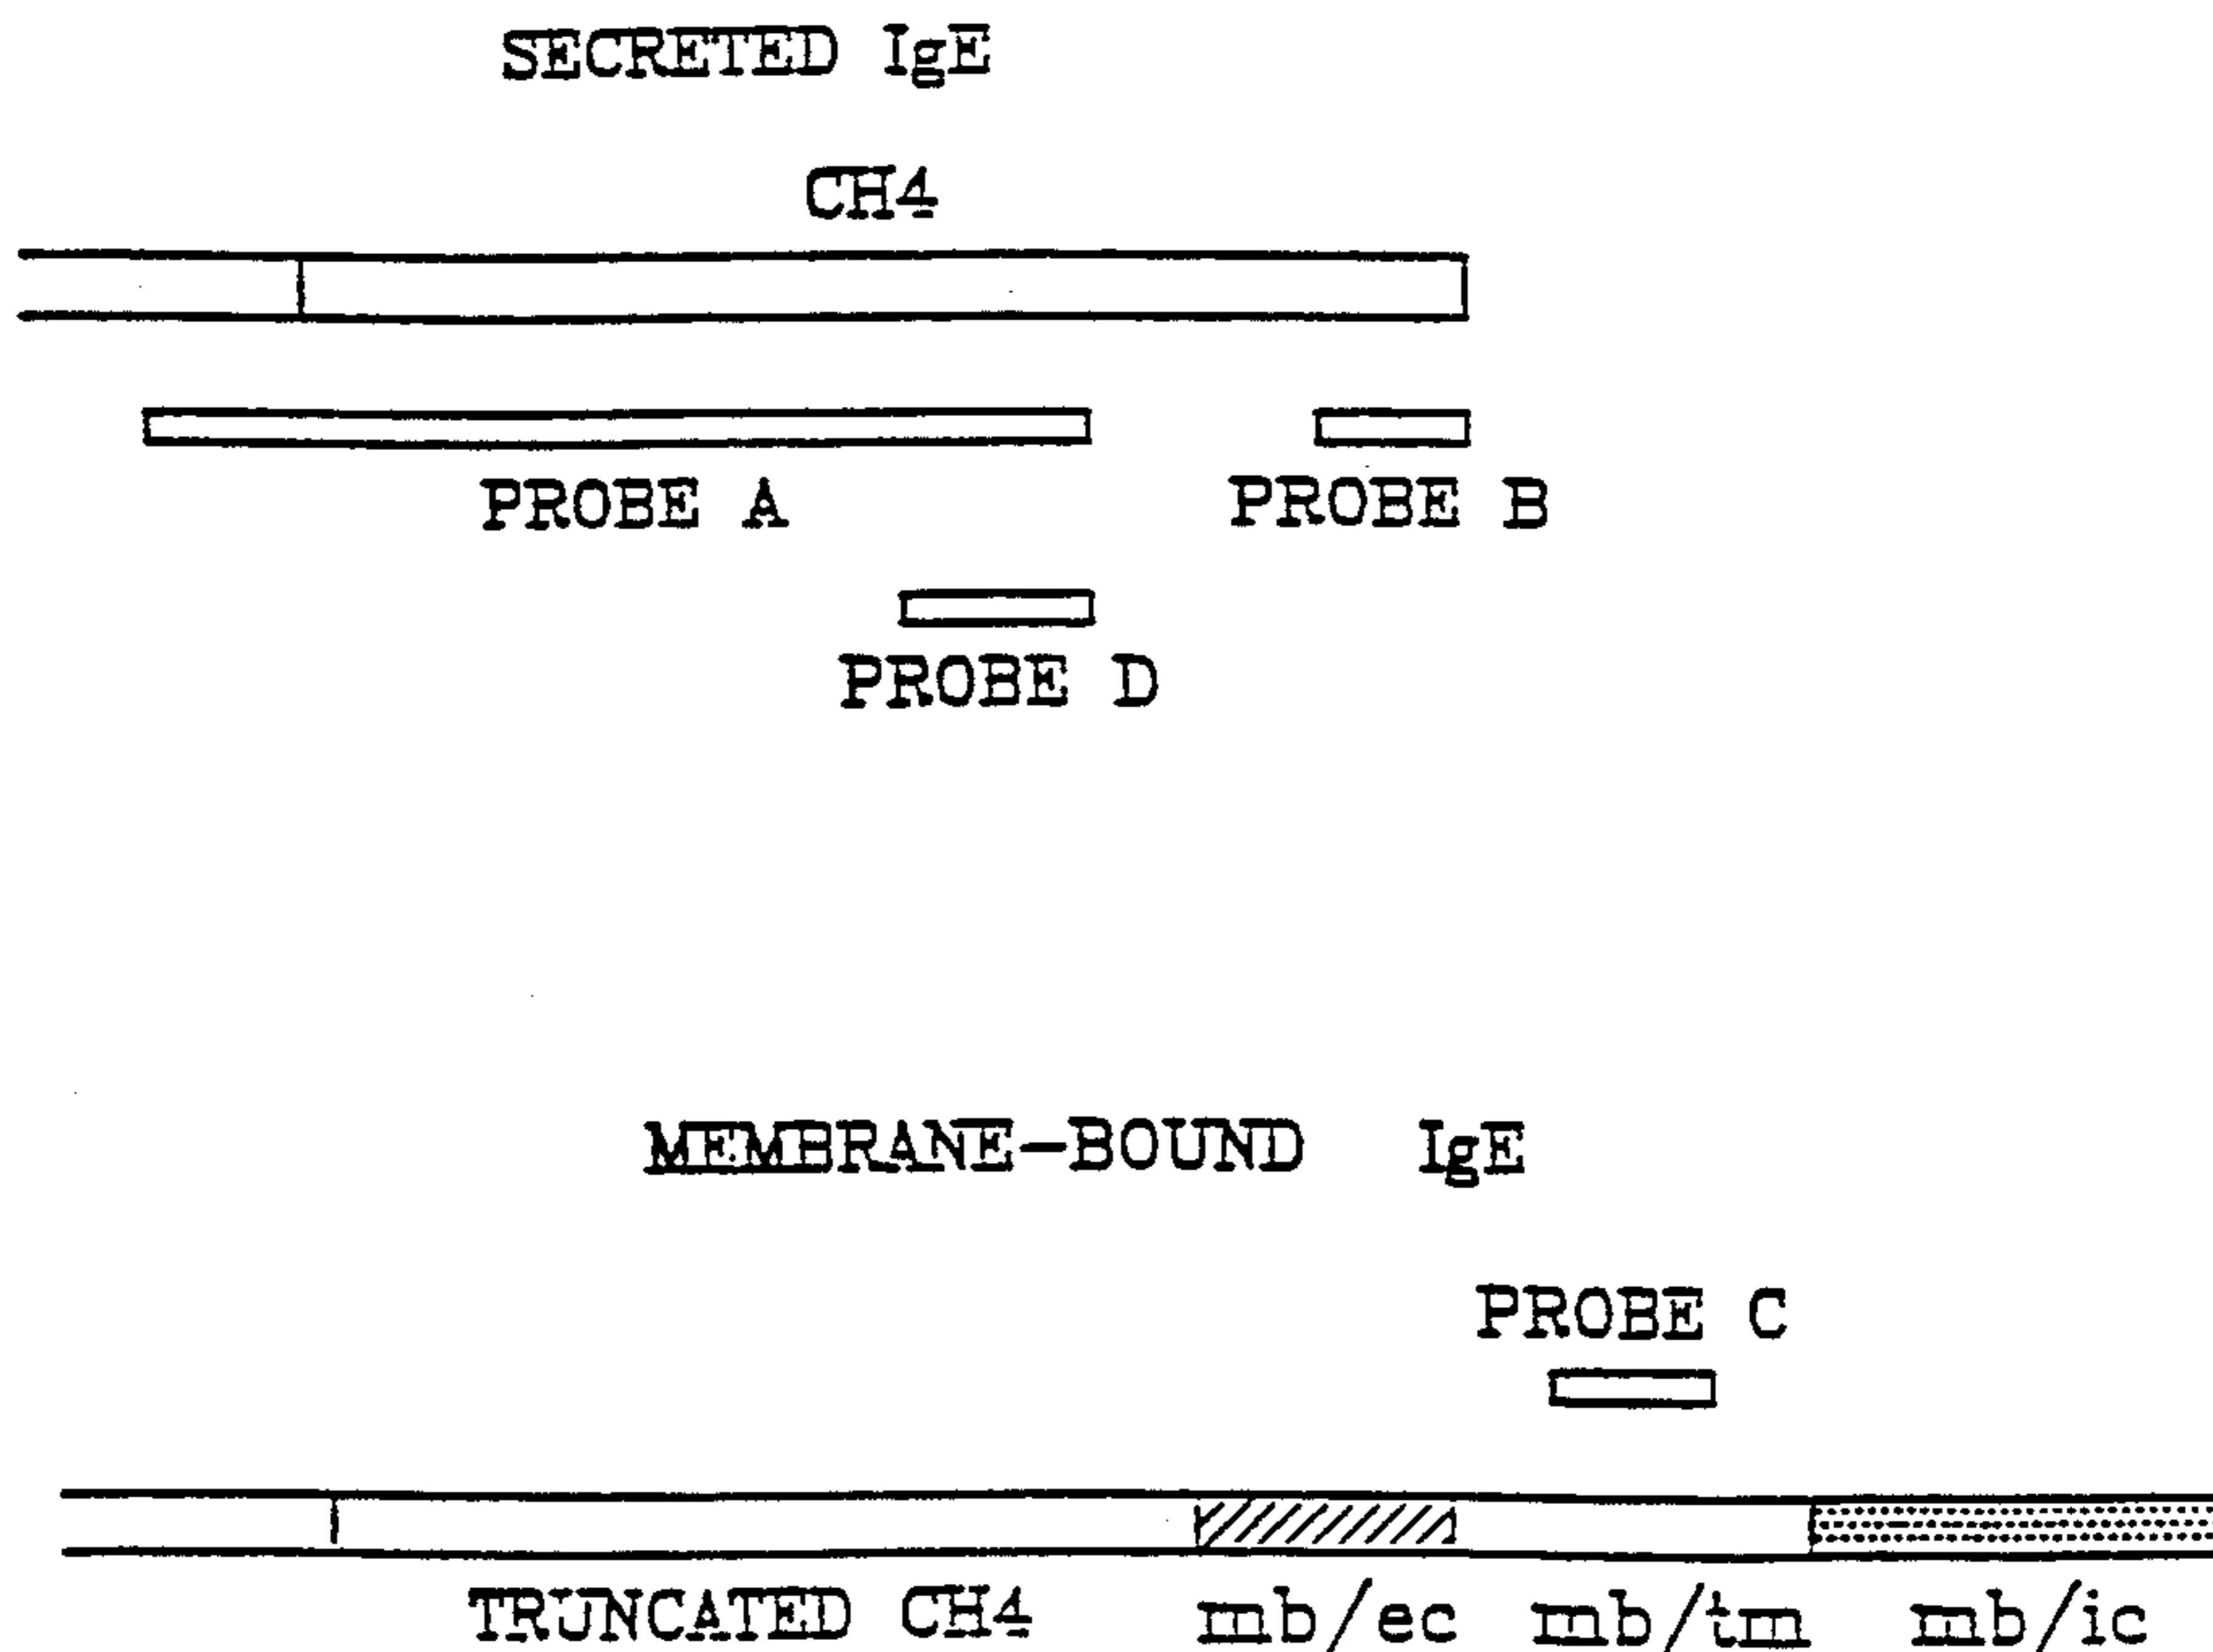 SECRETED IgE
CH4
PROBE A PROBE B
PROBE D
MEMBRANE-BOUND IgE
PROBE C
TRUNCATED CH4 mb/ec mb/tm mb/ic